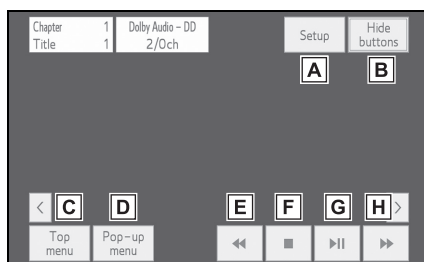 Chapter 1
Title 1
Dolby Audio - DD
2/0ch
Setup
Hide
buttons
A
B
C
D
E
F
G
H
Top
menu
Pop-up
menu